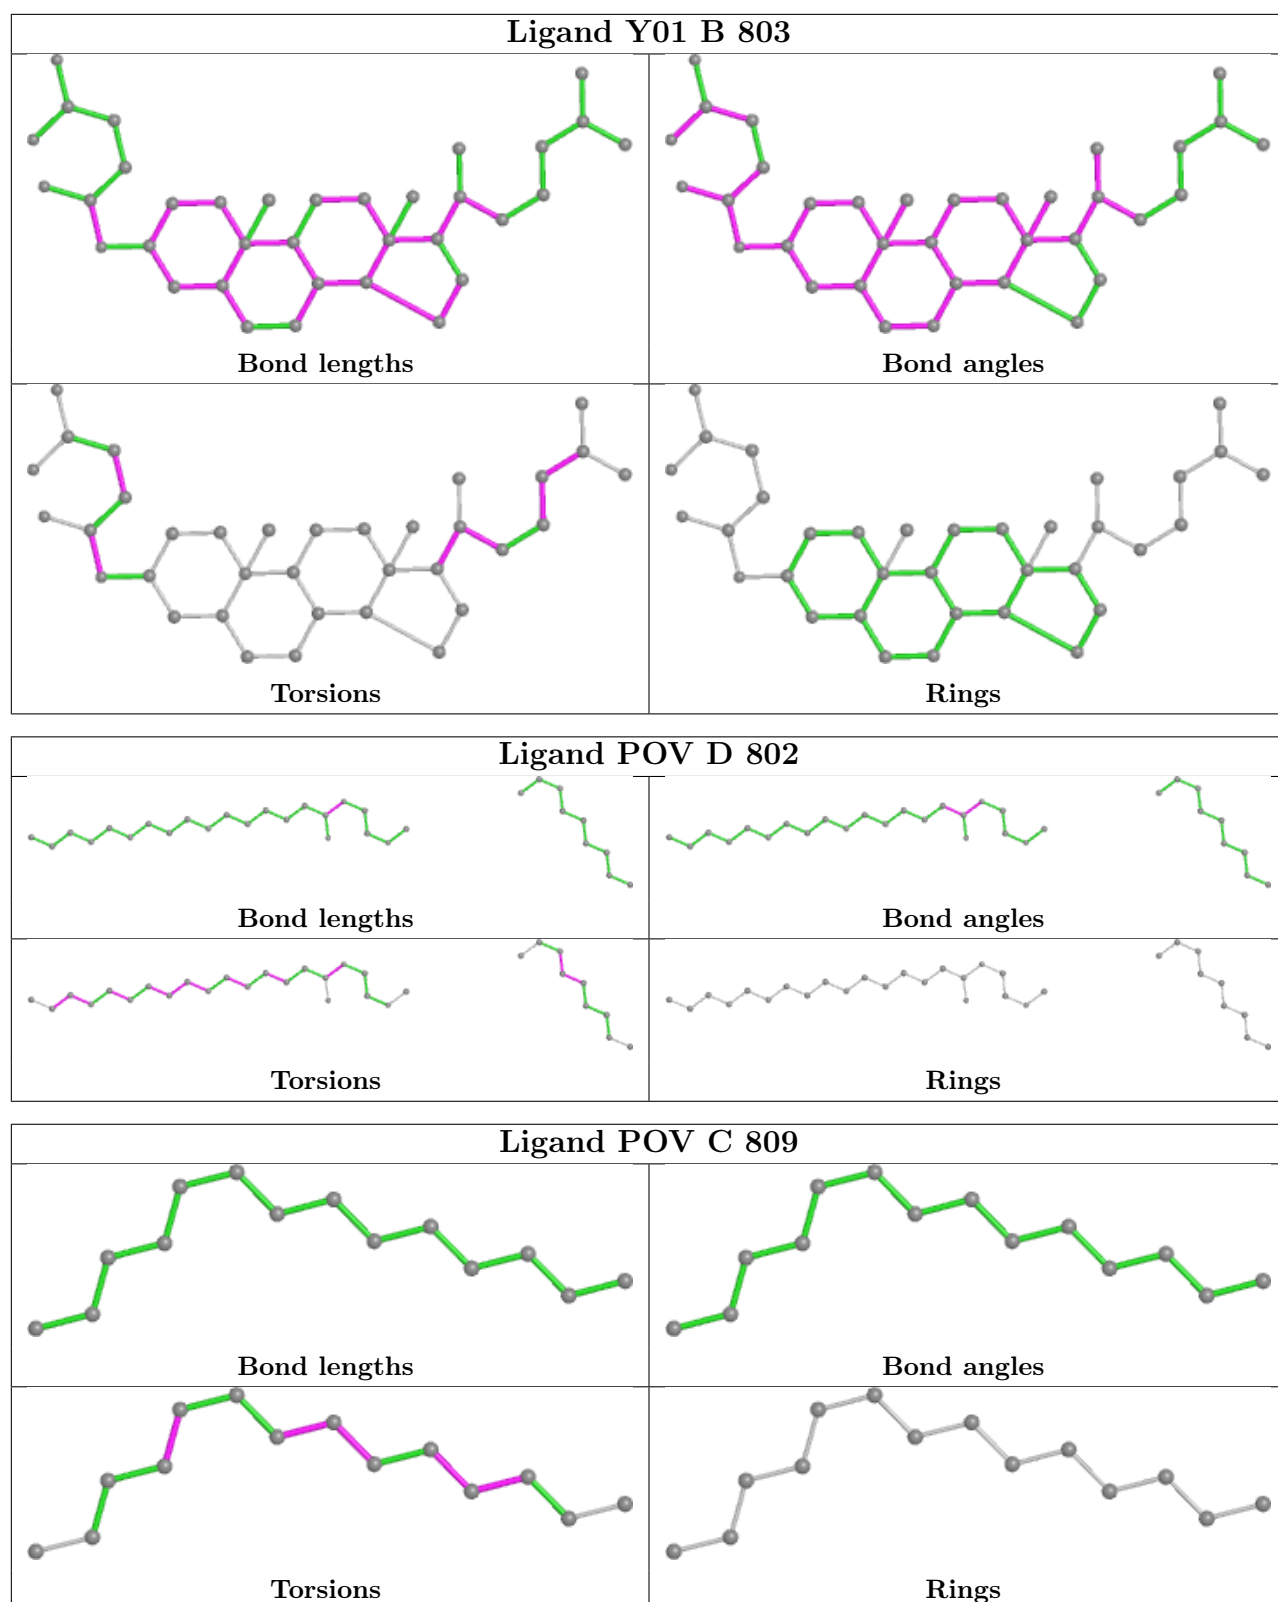 Ligand Y01 B 803
Bond lengths
Bond angles
Torsions
Rings
Ligand POV D 802
Bond lengths
Bond angles
Torsions
Rings
Ligand POV C 809
Bond lengths
Bond angles
Torsions
Rings